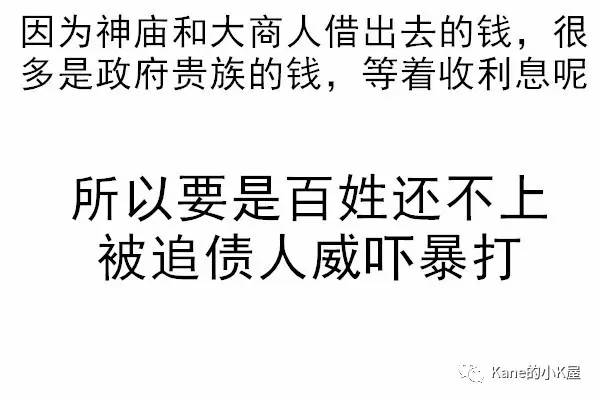 因为神庙和大商人借出去的钱，很
多是政府贵族的钱，等着收利息呢
所以要是百姓还不上
被追债人威吓暴打
Kane的小K屋